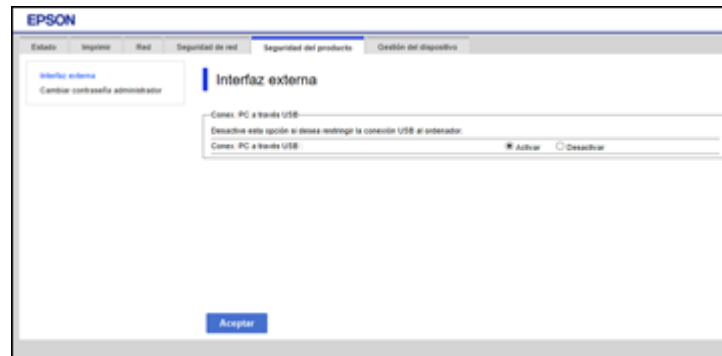 EPSON
Estado Imprimir Red Seguridad de red Seguridad del producto Gestión del dispositivo
Interfaz externa
Cambiar contraseña administrador
Interfaz externa
Conex. PC a través USB
Desactive esta opción si desea restringir la conexión USB al ordenador.
Conex. PC a través USB : Activar Desactivar
Aceptar